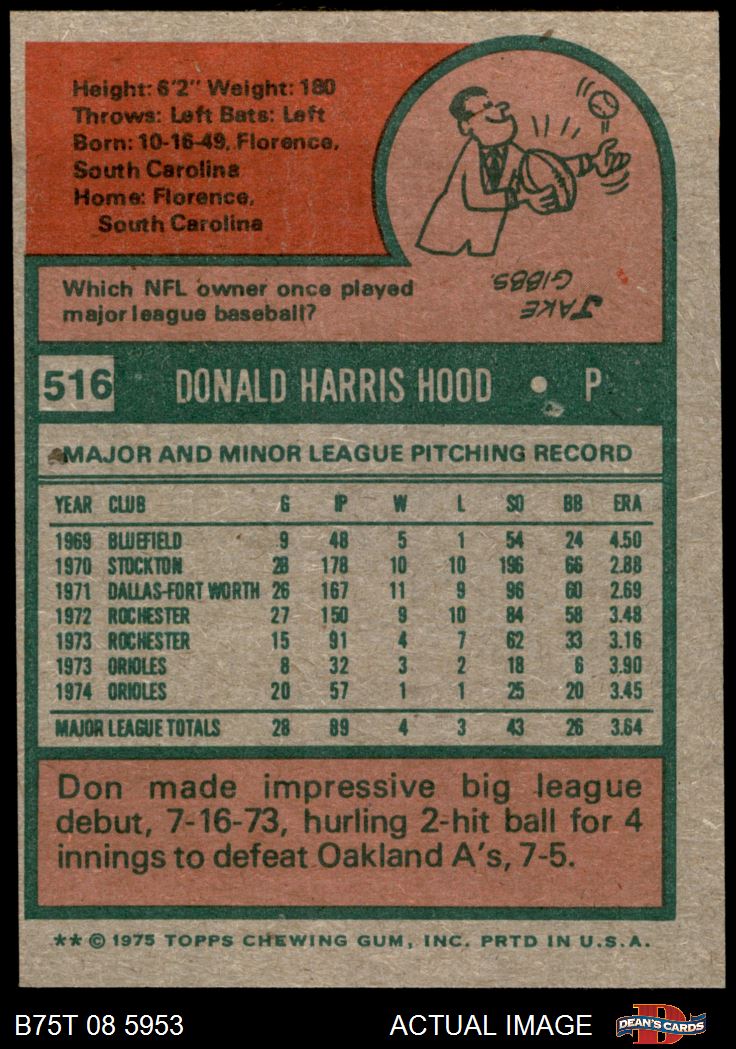 Height: 6'2" Weight: 180
Throws: Left Bats: Left
Born: 10-16-49, Florence,
South Carolina
Home: Florence,
South Carolina
Which NFL owner once played
major league baseball?
JAKE
GIBBS.
516 DONALD HARRIS HOOD • P
MAJOR AND MINOR LEAGUE PITCHING RECORD
YEAR CLUB G IP W L SO BB ERA
1969 BLUEFIELD 9 48 5 1 54 24 4.50
1970 STOCKTON 28 178 10 10 196 66 2.88
1971 DALLAS-FORT WORTH 26 167 11 9 96 60 2.69
1972 ROCHESTER 27 150 9 10 84 58 3.48
1973 ROCHESTER 15 91 4 7 62 33 3.16
1973 ORIOLES 8 32 3 2 18 6 3.90
1974 ORIOLES 20 57 1 1 25 20 3.45
MAJOR LEAGUE TOTALS 28 89 4 3 43 26 3.64
Don made impressive big league
debut, 7-16-73, hurling 2-hit ball for 4
innings to defeat Oakland A's, 7-5.
** © 1975 TOPPS CHEWING GUM, INC. PRTD IN U.S.A.
B75T 08 5953 ACTUAL IMAGE D DEAN'S CARDS